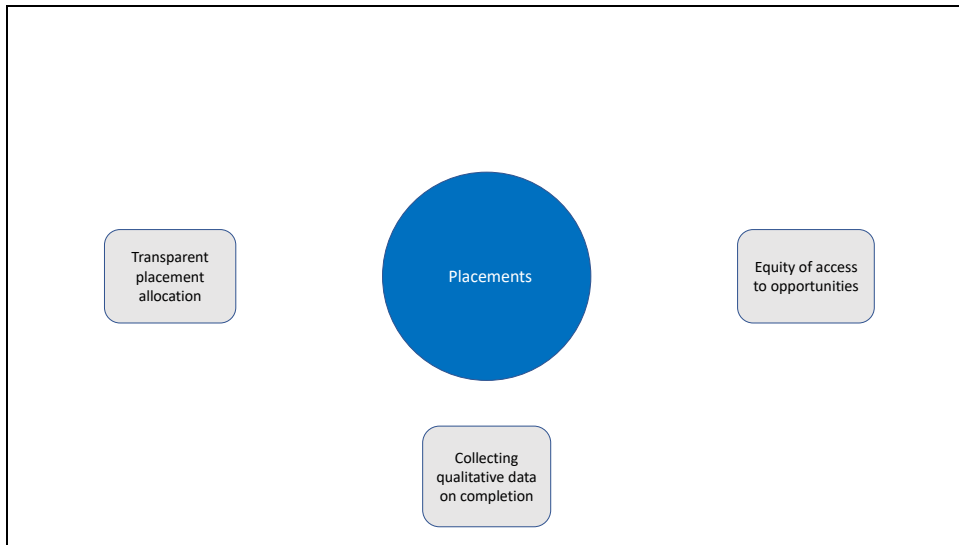 Transparent
placement
allocation
Placements
Equity of access
to opportunities
Collecting
qualitative data
on completion